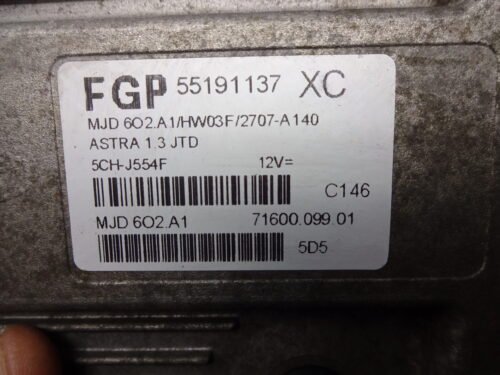 FGP 55191137 XC
MJD 6O2.A1/HW03F/2707-A140
ASTRA 1.3 JTD
5CH-J554F 12V=
C146
MJD 6O2.A1 71600.099.01
5D5